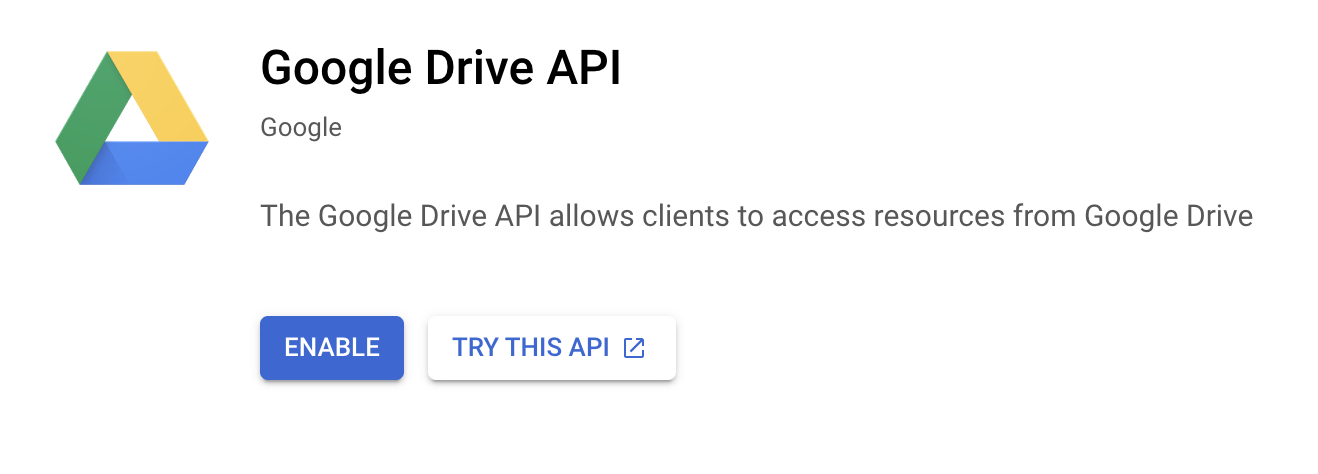 Google Drive API
Google
The Google Drive API allows clients to access resources from Google Drive
ENABLE
TRY THIS API